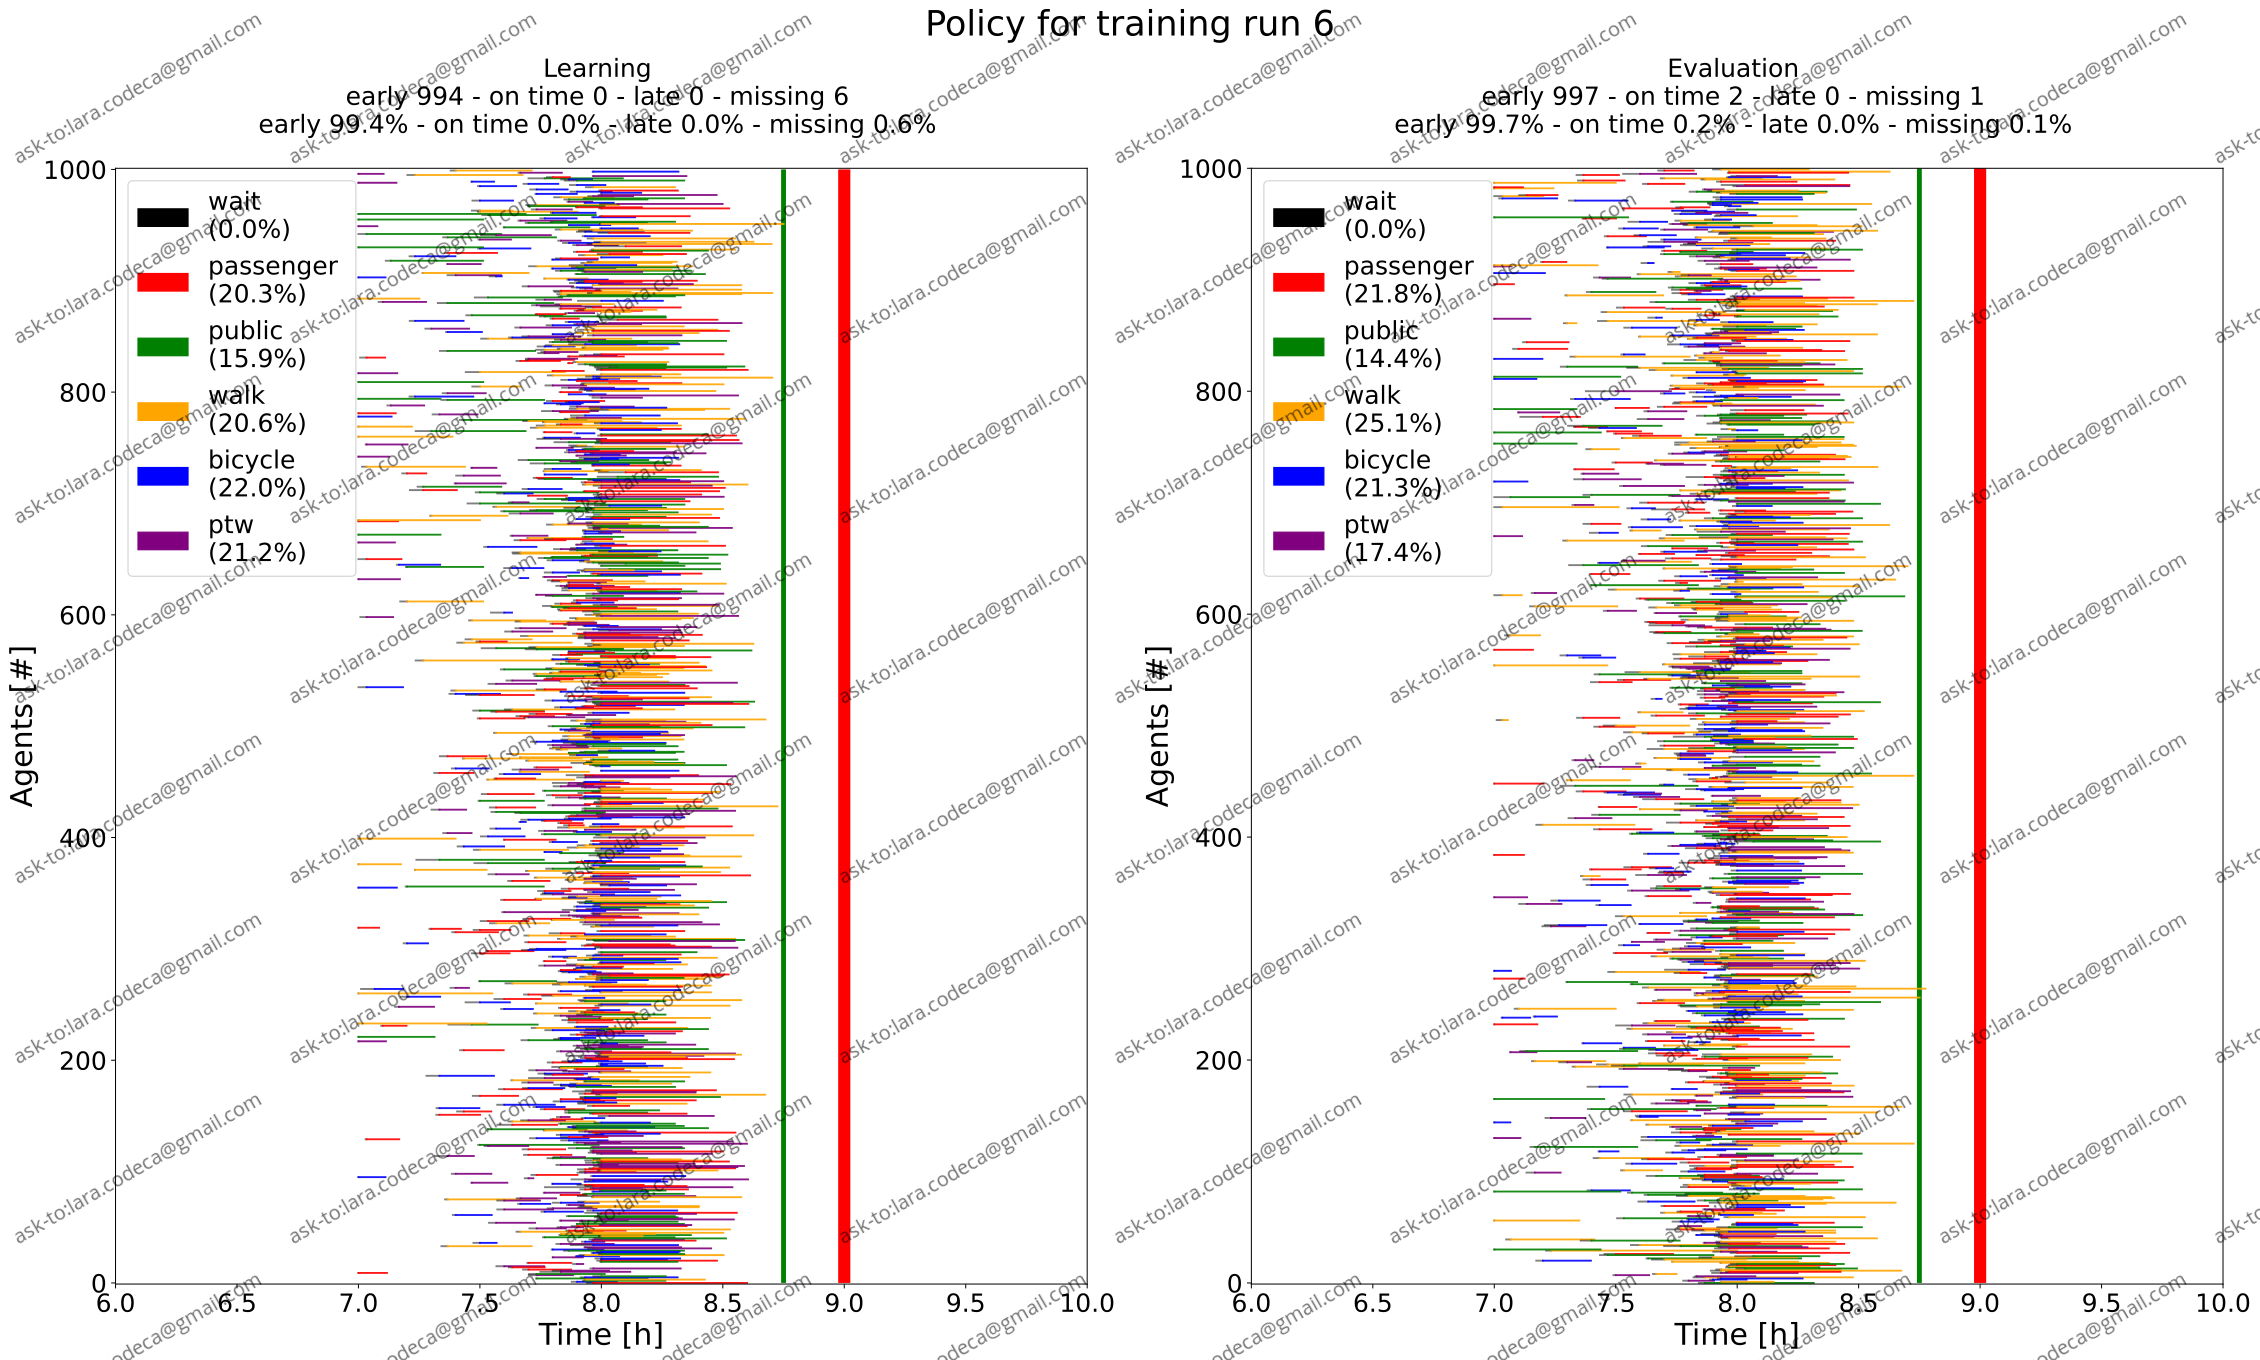 Policy for training run 6
Learning
early 994 - on time 0 - late 0 - missing 6
early 99.4% - on time 0.0% - late 0.0% - missing 0.6%
1000
800
600
400
200
0
Agents [#]
wait
(0.0%)
passenger
(20.3%)
public
(15.9%)
walk
(20.6%)
bicycle
(22.0%)
ptw
(21.2%)
6.0 6.5 7.0 7.5 8.0 8.5 9.0 9.5 10.0
Time [h]
Evaluation
early 997 - on time 2 - late 0 - missing 1
early 99.7% - on time 0.2% - late 0.0% - missing 0.1%
1000
800
600
400
200
0
Agents [#]
wait
(0.0%)
passenger
(21.8%)
public
(14.4%)
walk
(25.1%)
bicycle
(21.3%)
ptw
(17.4%)
6.0 6.5 7.0 7.5 8.0 8.5 9.0 9.5 10.0
Time [h]
ask-to:lara.codeca@gmail.com